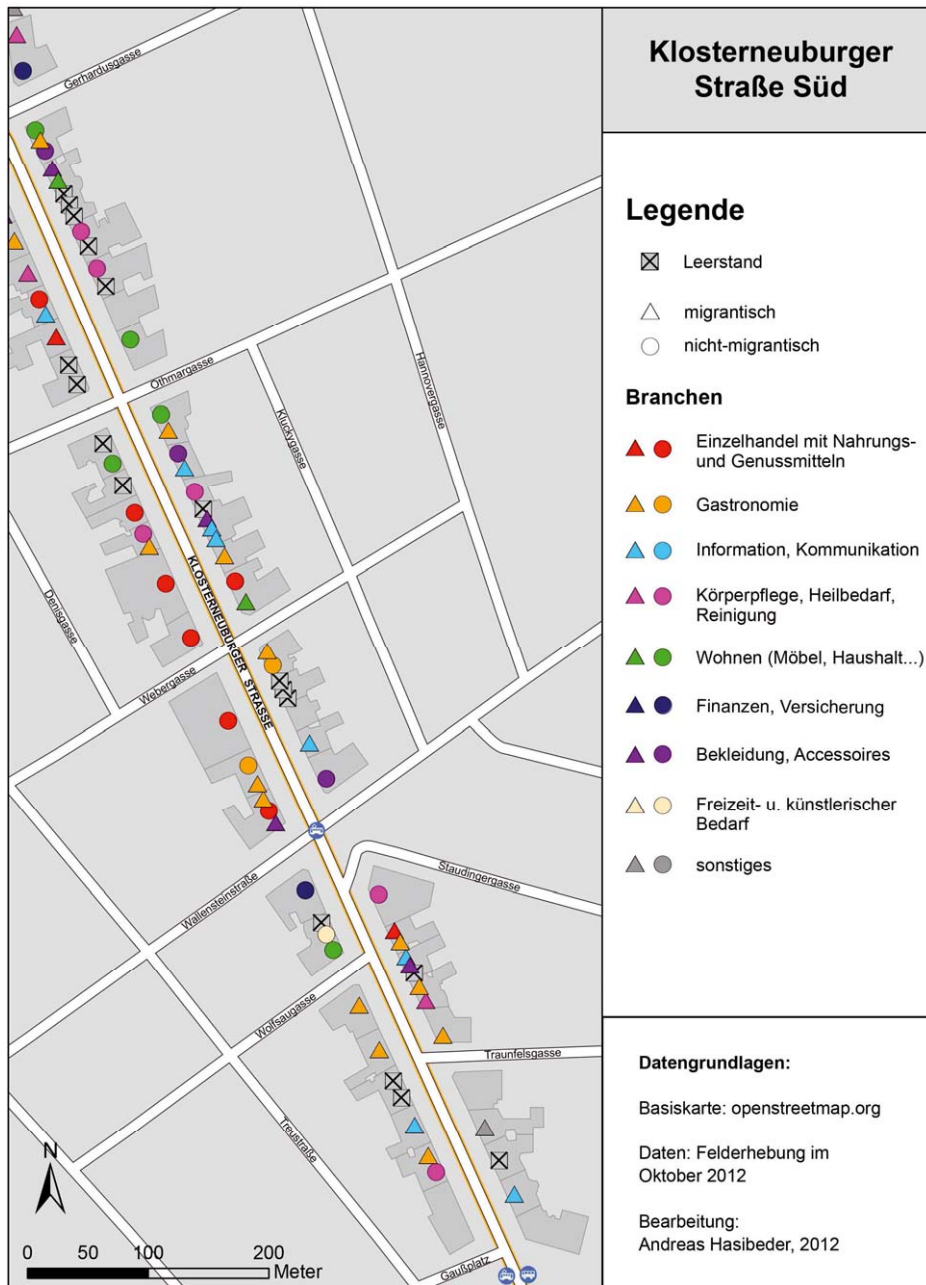 Klosterneuburger
Straße Süd
Legende
Leerstand
migrantisch
nicht-migrantisch
Branchen
Einzelhandel mit Nahrungs-
und Genussmitteln
Gastronomie
Information, Kommunikation
Körperpflege, Heilbedarf,
Reinigung
Wohnen (Möbel, Haushalt...)
Finanzen, Versicherung
Bekleidung, Accessoires
Freizeit- u. künstlerischer
Bedarf
sonstiges
Datengrundlagen:
Basiskarte: openstreetmap.org
Daten: Felderhebung im
Oktober 2012
Bearbeitung:
Andreas Hasibeder, 2012
Gerhardusgasse
Othmargasse
Kluckygasse
Hannovergasse
Denisgasse
KLOSTERNEUBURGER STRASSE
Webergasse
Wallensteinstraße
Staudingergasse
Wolfsaugasse
Traunfelsgasse
Treustraße
Gaußplatz
N
0 50 100 200
Meter